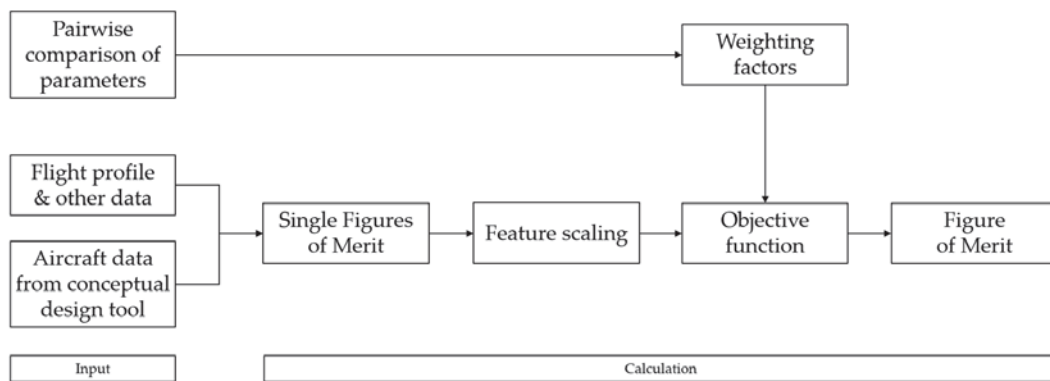 Pairwise
comparison of
parameters
Weighting
factors
Flight profile
& other data
Single Figures
of Merit
Feature scaling
Objective
function
Figure
of Merit
Aircraft data
from conceptual
design tool
Input
Calculation